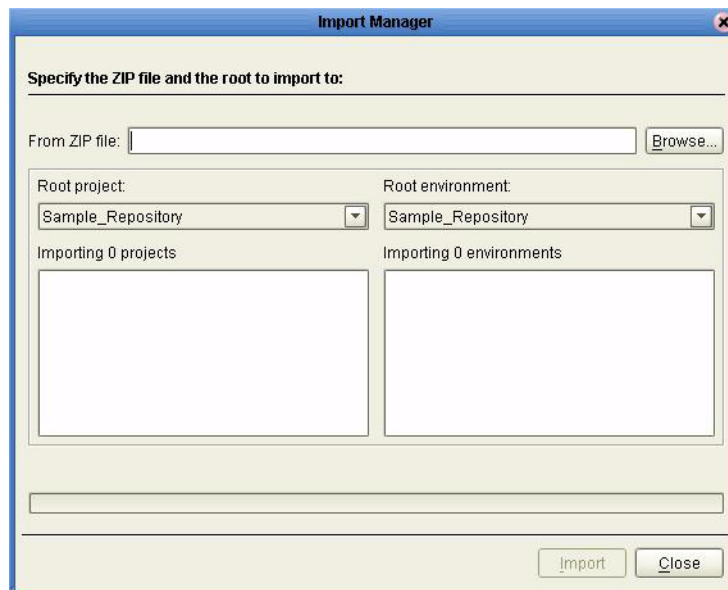 Import Manager
Specify the ZIP file and the root to import to:
From ZIP file:
Browse...
Root project:
Root environment:
Sample_Repository
Sample_Repository
Importing 0 projects
Importing 0 environments
Import
Close